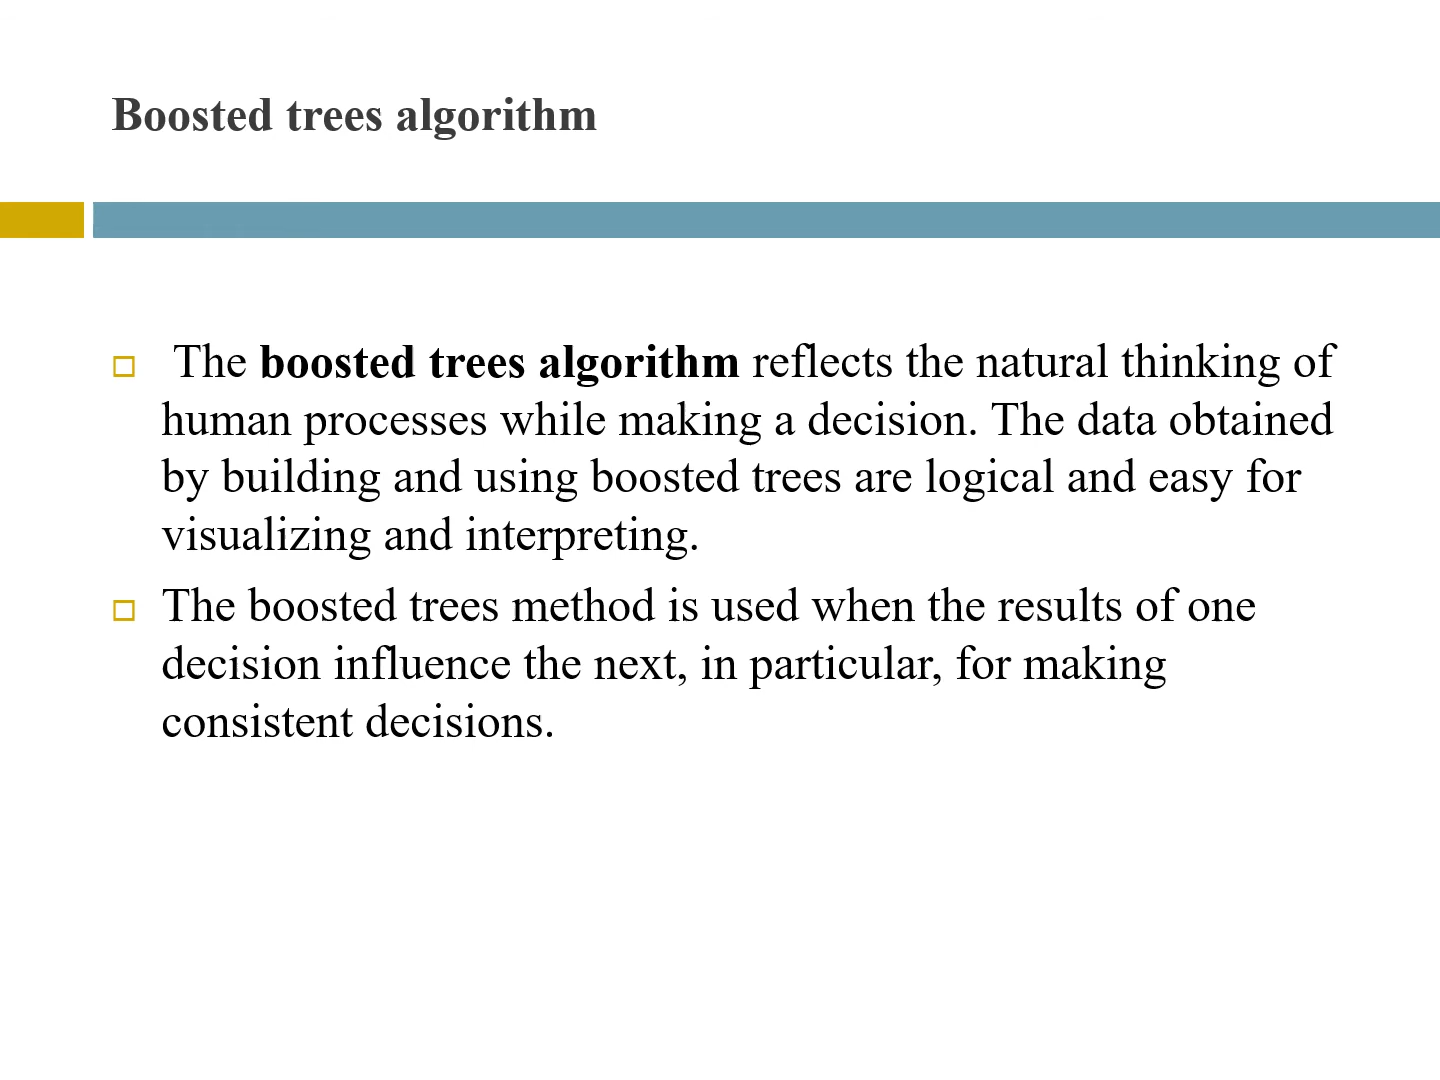 Boosted trees algorithm
The boosted trees algorithm reflects the natural thinking of
human processes while making a decision. The data obtained
by building and using boosted trees are logical and easy for
visualizing and interpreting.
The boosted trees method is used when the results of one
decision influence the next, in particular, for making
consistent decisions.